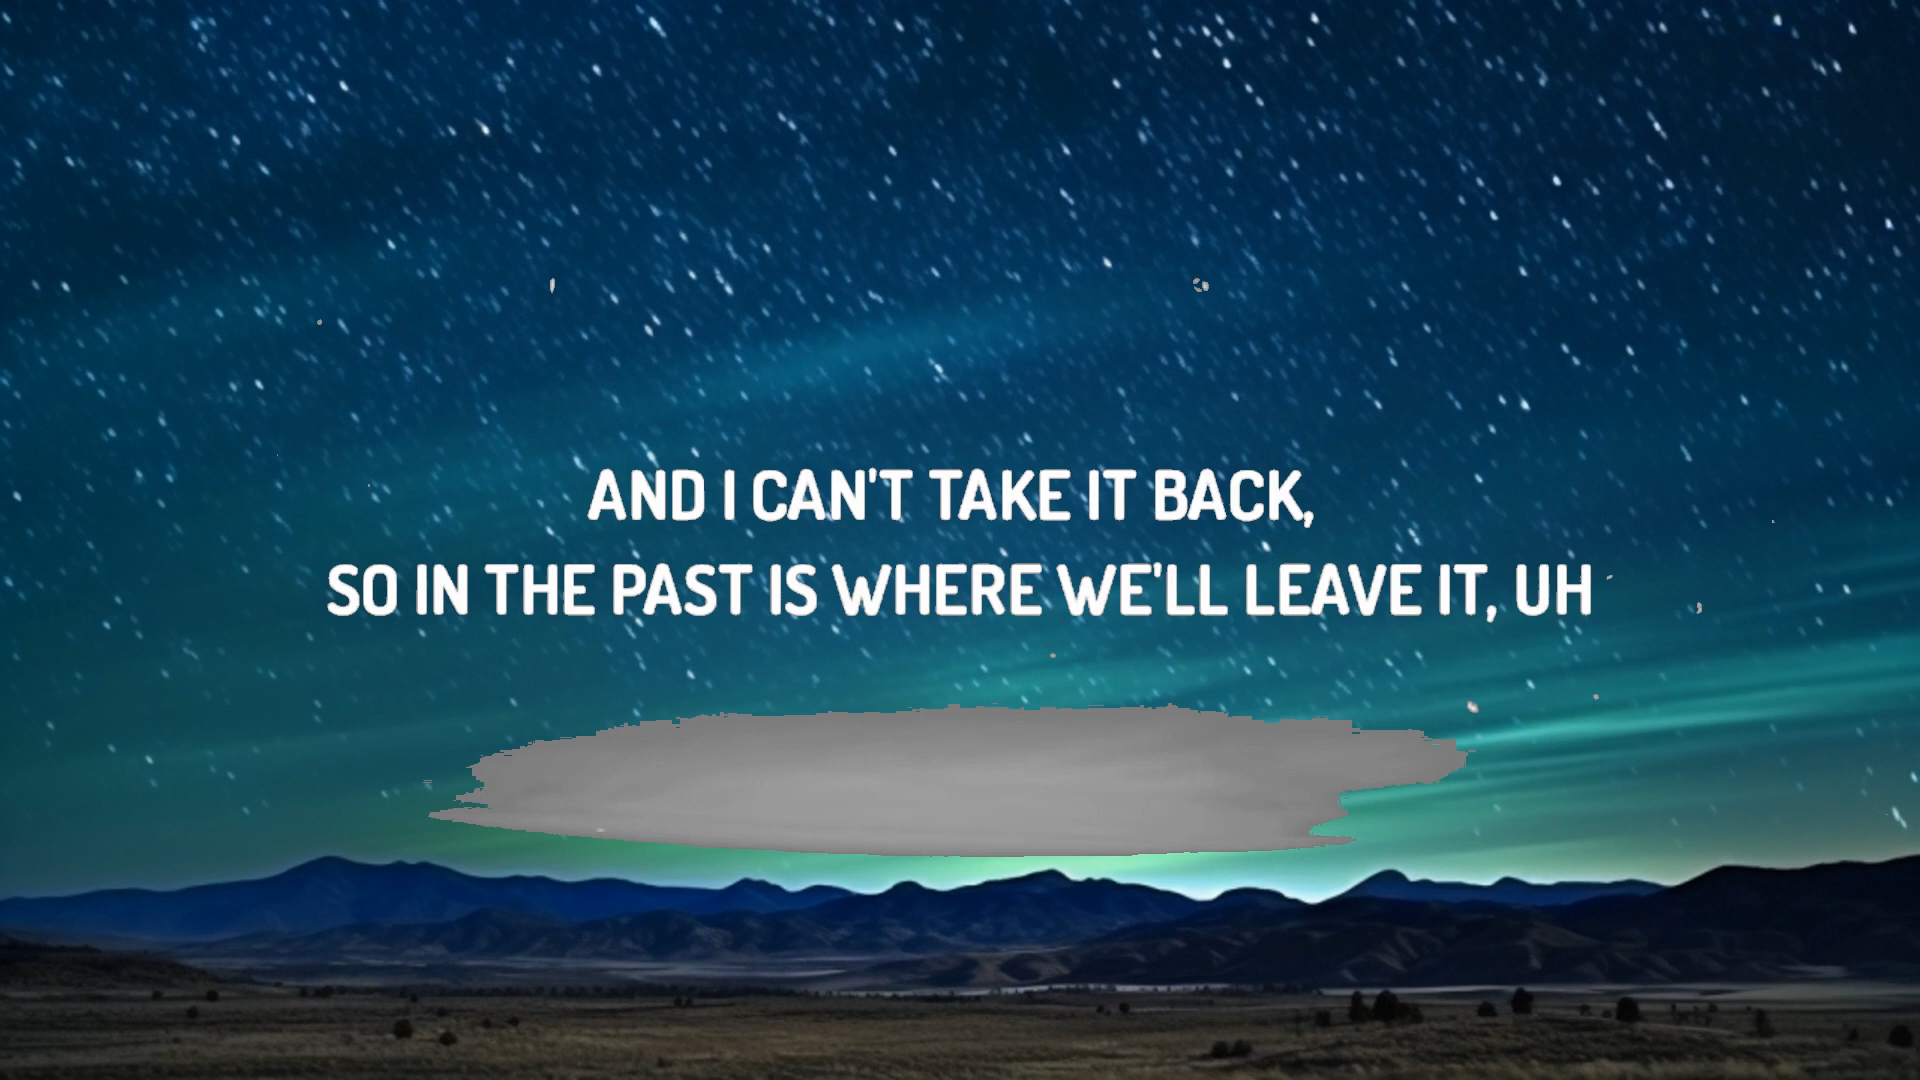 AND I CAN'T TAKE IT BACK,
SO IN THE PAST IS WHERE WE'LL LEAVE IT, UH